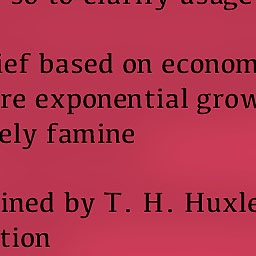 so to clarify usage
ief based on econom
re exponential grow
ely famine
ined by T. H. Huxle
tion